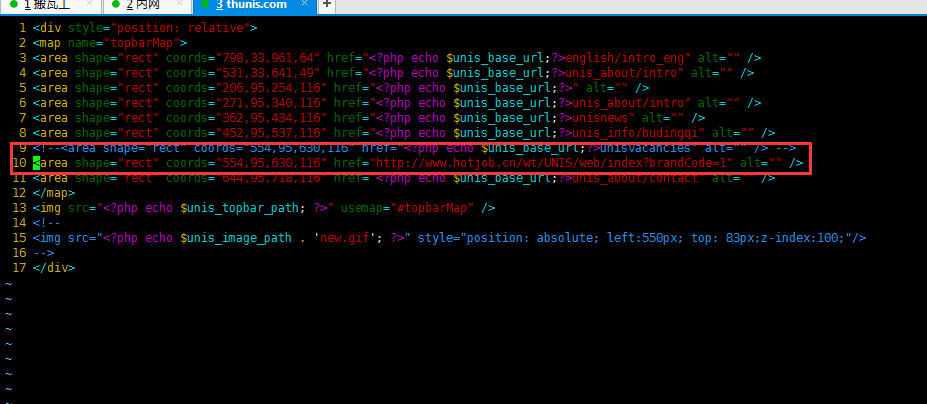 1 搬瓦工 × 2 内网 × 3 thunis.com × +
1 <div style="position: relative">
2 <map name="topbarMap">
3 <area shape="rect" coords="798,33,961,64" href="<?php echo $unis_base_url;?>english/intro_eng" alt="" />
4 <area shape="rect" coords="531,33,641,49" href="<?php echo $unis_base_url;?>unis_about/intro" alt="" />
5 <area shape="rect" coords="206,95,254,116" href="<?php echo $unis_base_url;?>" alt="" />
6 <area shape="rect" coords="271,95,340,116" href="<?php echo $unis_base_url;?>unis_about/intro" alt="" />
7 <area shape="rect" coords="362,95,434,116" href="<?php echo $unis_base_url;?>unisnews" alt="" />
8 <area shape="rect" coords="452,95,537,116" href="<?php echo $unis_base_url;?>unis_info/budingqi" alt="" />
9 <!--<area shape="rect" coords="554,95,630,116" href="<?php echo $unis_base_url;?>unisvacancies" alt="" /> -->
10 <area shape="rect" coords="554,95,630,116" href="http://www.hotjob.cn/wt/UNIS/web/index?brandCode=1" alt="" />
11 <area shape="rect" coords="644,95,718,116" href="<?php echo $unis_base_url;?>unis_about/contact" alt="" />
12 </map>
13 <img src="<?php echo $unis_topbar_path; ?>" usemap="#topbarMap" />
14 <!--
15 <img src="<?php echo $unis_image_path . 'new.gif'; ?>" style="position: absolute; left:550px; top: 83px;z-index:100;"/>
16 -->
17 </div>
~
~
~
~
~
~
~
~
~